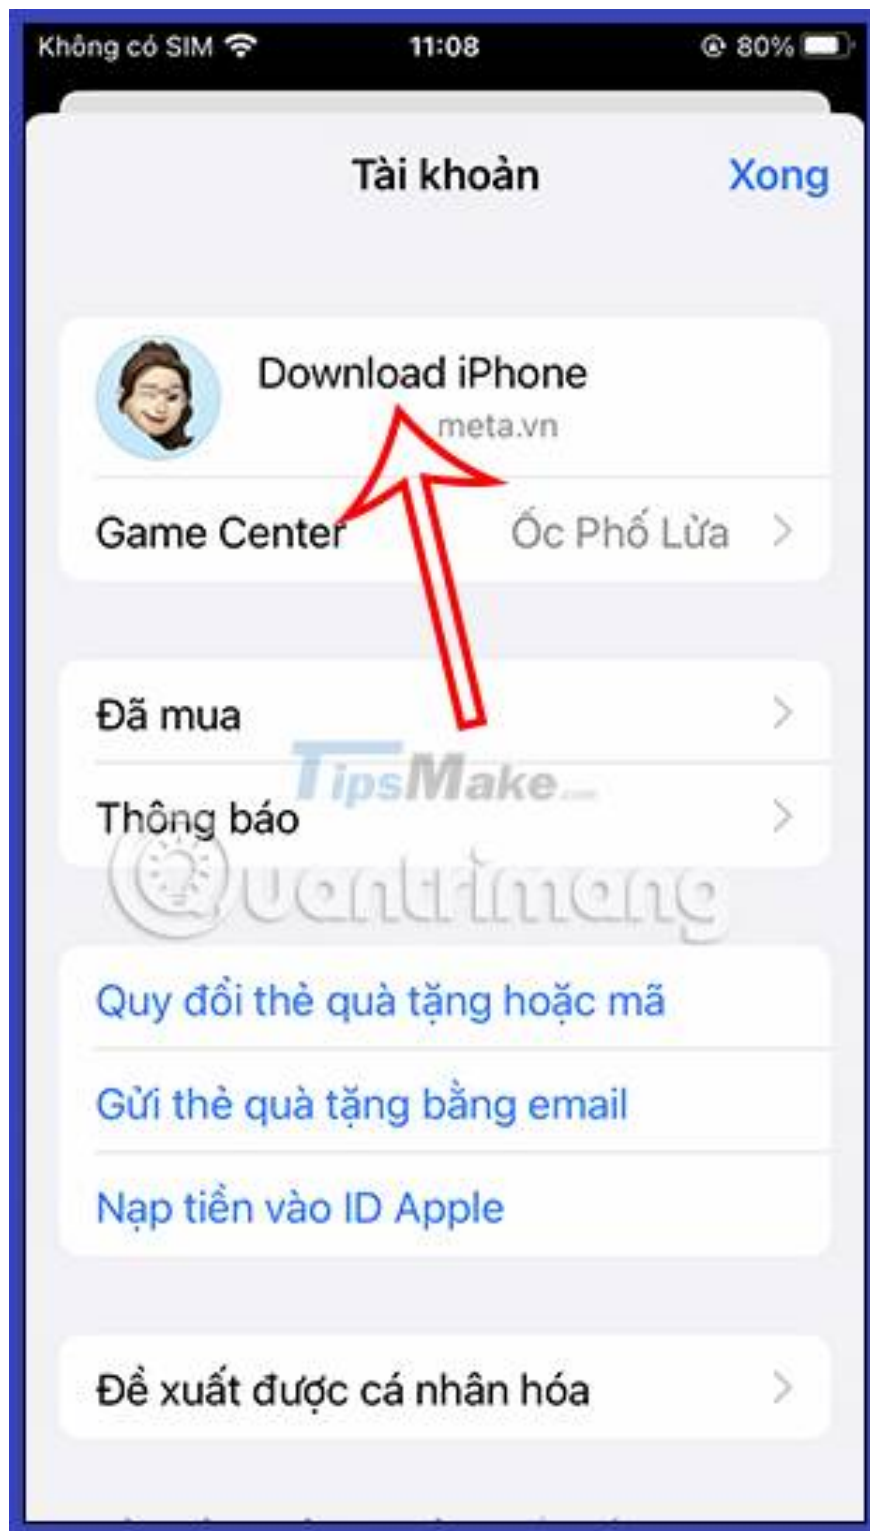 Không có SIM 11:08 80%
Tài khoản Xong
Download iPhone
meta.vn
Game Center Ốc Phố Lửa
Đã mua
TipsMake.com
Thông báo
Quantrimang
Quy đổi thẻ quà tặng hoặc mã
Gửi thẻ quà tặng bằng email
Nạp tiền vào ID Apple
Đề xuất được cá nhân hóa